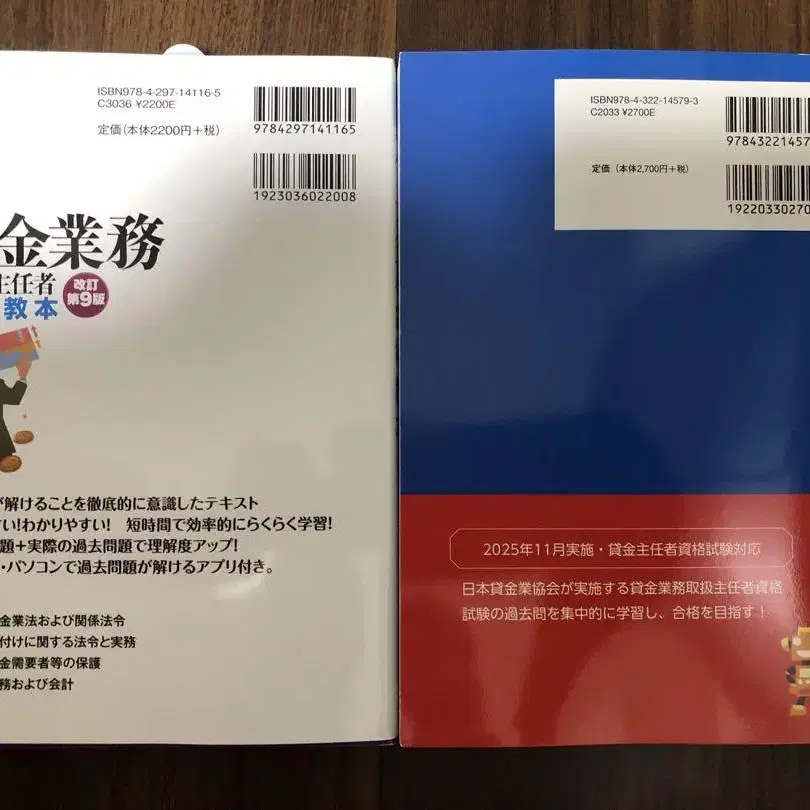 ISBN978-4-297-14116-5
C3036 ¥2200E
定価(本体2200円+税)
9784297141165
1923036022008
金業務
主任者
教本
改訂
第9版
が解けることを徹底的に意識したテキスト
すい!わかりやすい! 短時間で効率的にらくらく学習!
題+実際の過去問題で理解度アップ!
・パソコンで過去問題が解けるアプリ付き。
金業法および関係法令
付けに関する法令と実務
金需要者等の保護
務および会計
ISBN978-4-322-14579-3
C2033 ¥2700E
定価(本体2,700円+税)
97843221457
19220330270
2025年11月実施・貸金主任者資格試験対応
日本貸金業協会が実施する貸金業務取扱主任者資格
試験の過去問を集中的に学習し、合格を目指す!